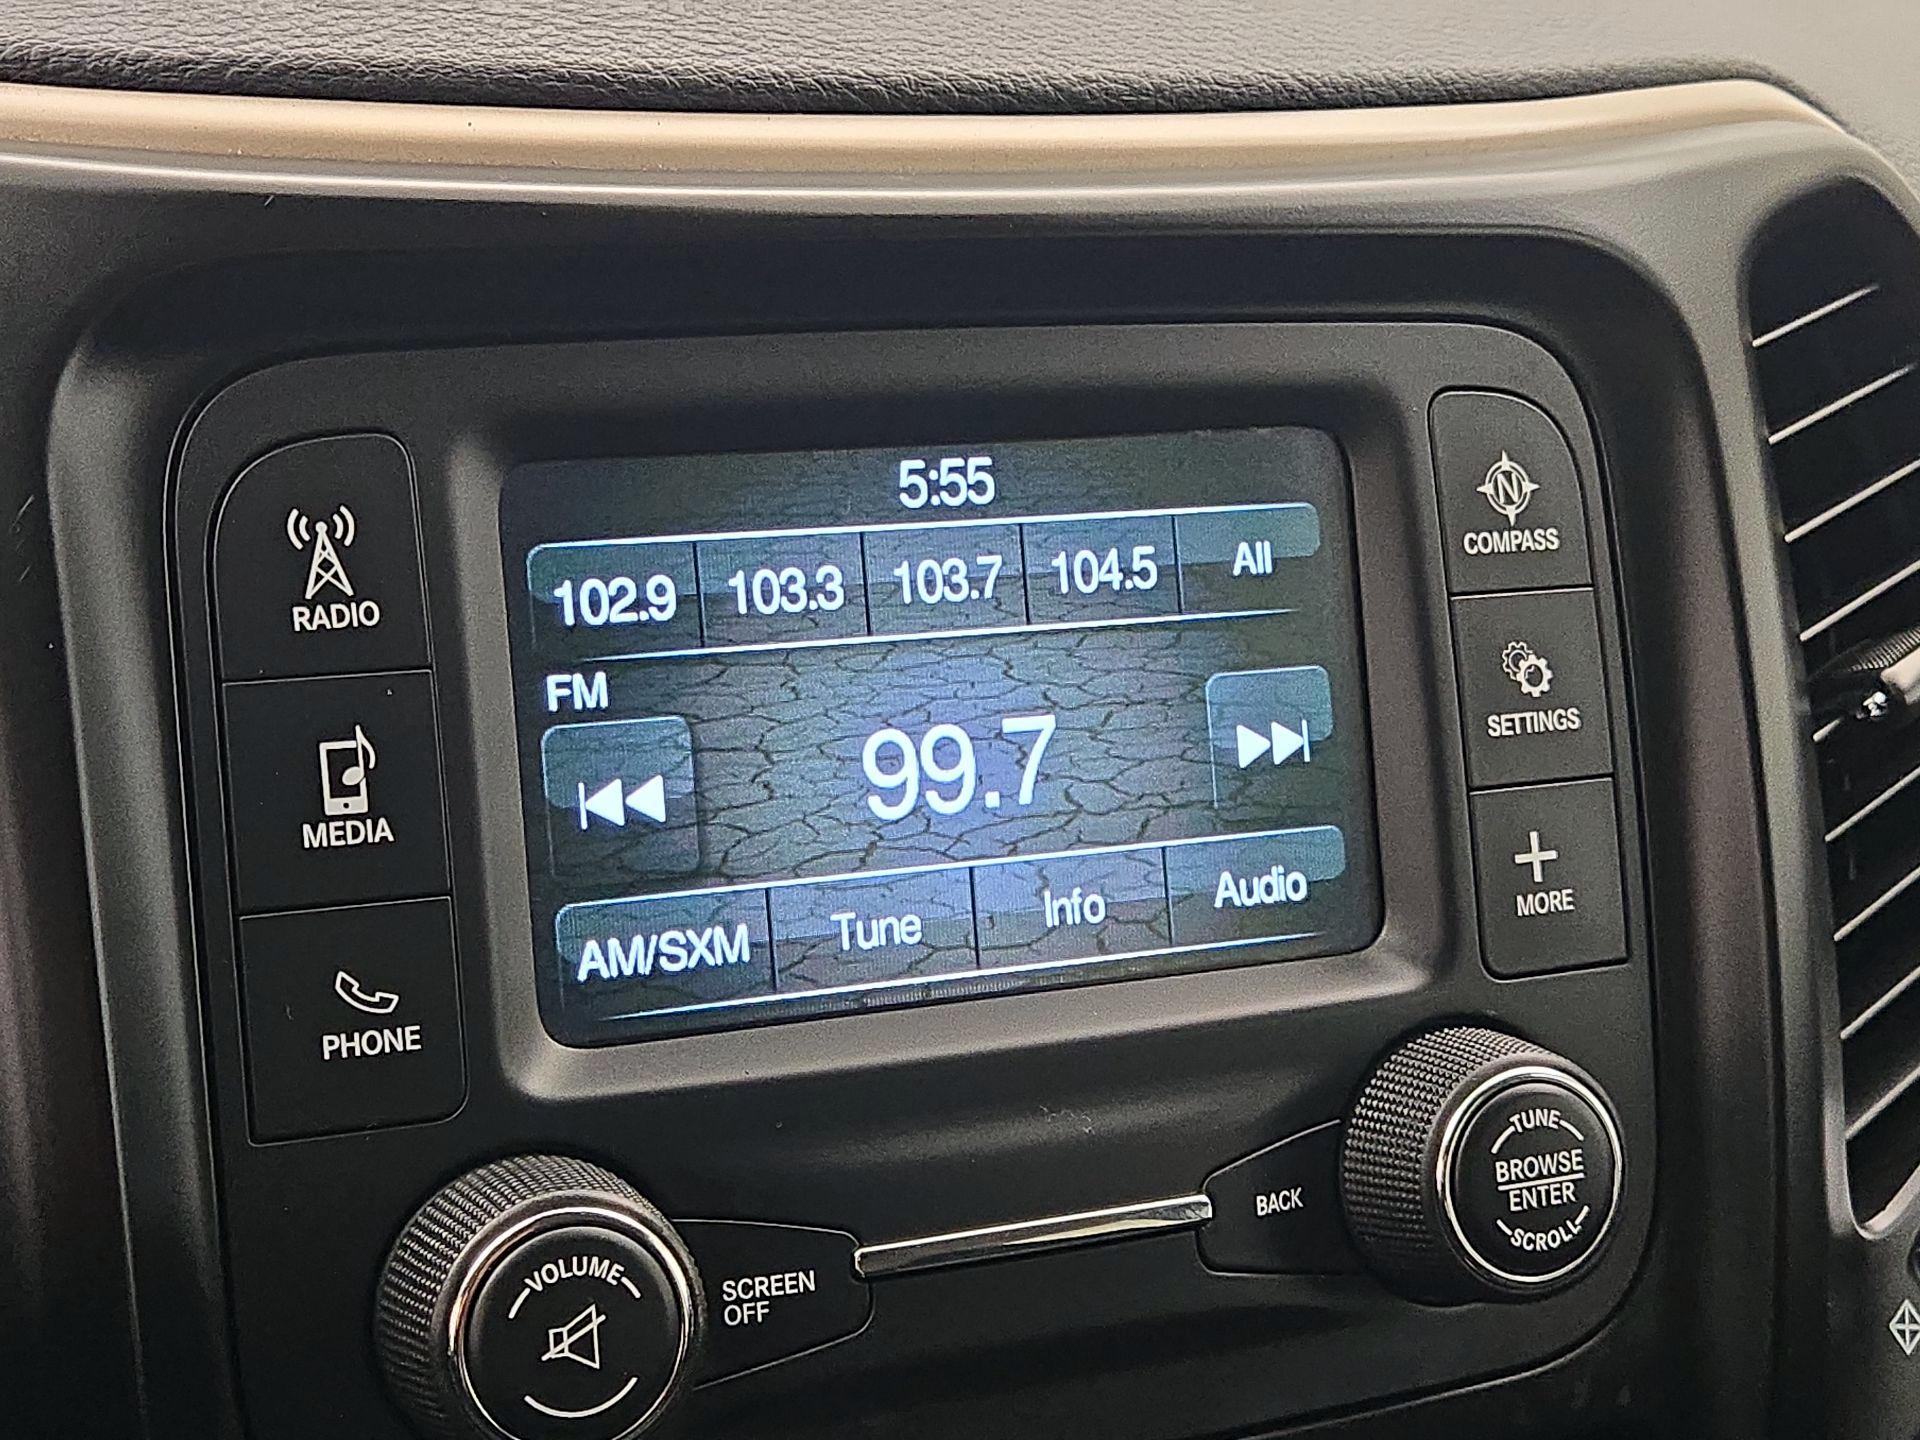 5:55
102.9 103.3 103.7 104.5 All
FM
99.7
AM/SXM Tune Info Audio
RADIO
MEDIA
PHONE
N
COMPASS
SETTINGS
MORE
VOLUME
SCREEN
OFF
BACK
TUNE
BROWSE
ENTER
SCROLL